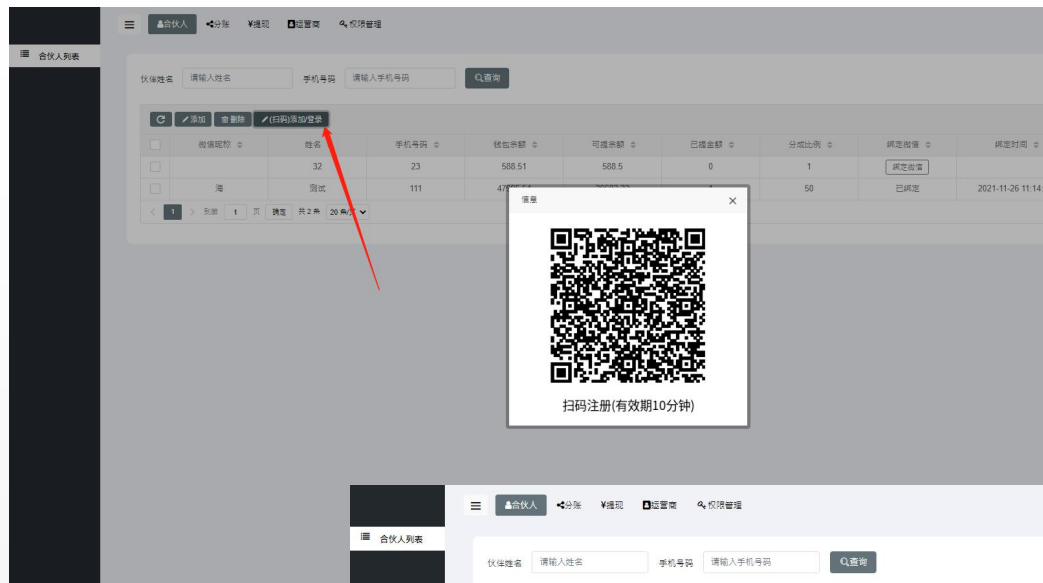 合伙人 分账 ¥提现 运营商 权限管理
合伙人列表
伙伴姓名 请输入姓名 手机号码 请输入手机号码 查询
添加 删除 (扫码)添加/登录
微信昵称 姓名 手机号码 钱包余额 可提余额 已提金额 分成比例 绑定微信 绑定时间
32 23 588.51 588.5 0 1 绑定微信
海 测试 111 50 已绑定 2021-11-26 11:14:
1 到第 1 页 确定 共 2 条 20 条/页
信息
扫码注册(有效期10分钟)
合伙人 分账 ¥提现 运营商 权限管理
合伙人列表
伙伴姓名 请输入姓名 手机号码 请输入手机号码 查询